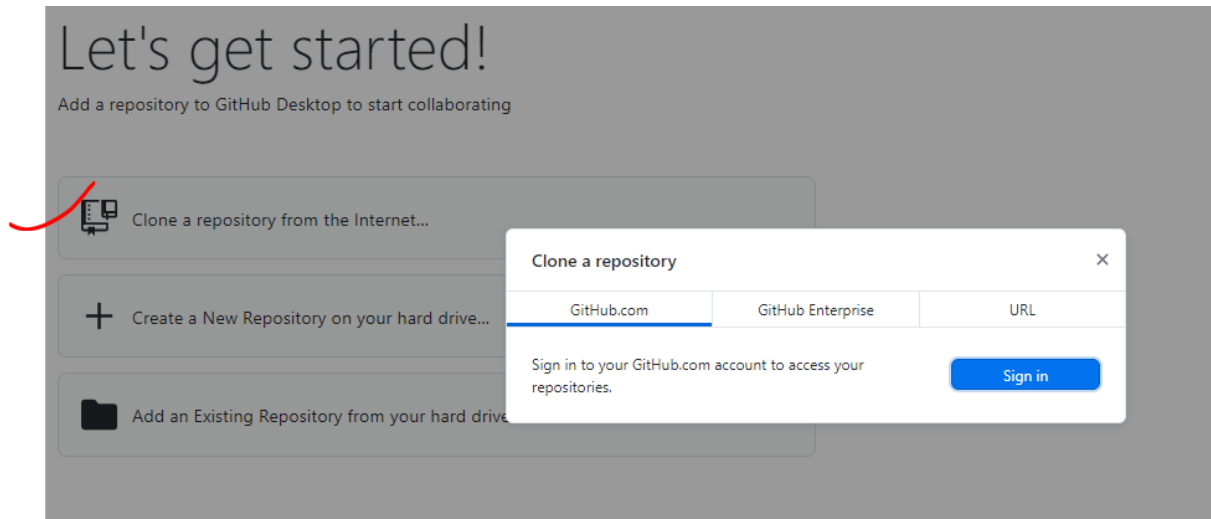 Let's get started!
Add a repository to GitHub Desktop to start collaborating
Clone a repository from the Internet...
Clone a repository
GitHub.com GitHub Enterprise URL
Create a New Repository on your hard drive...
Sign in to your GitHub.com account to access your
repositories.
Sign in
Add an Existing Repository from your hard drive